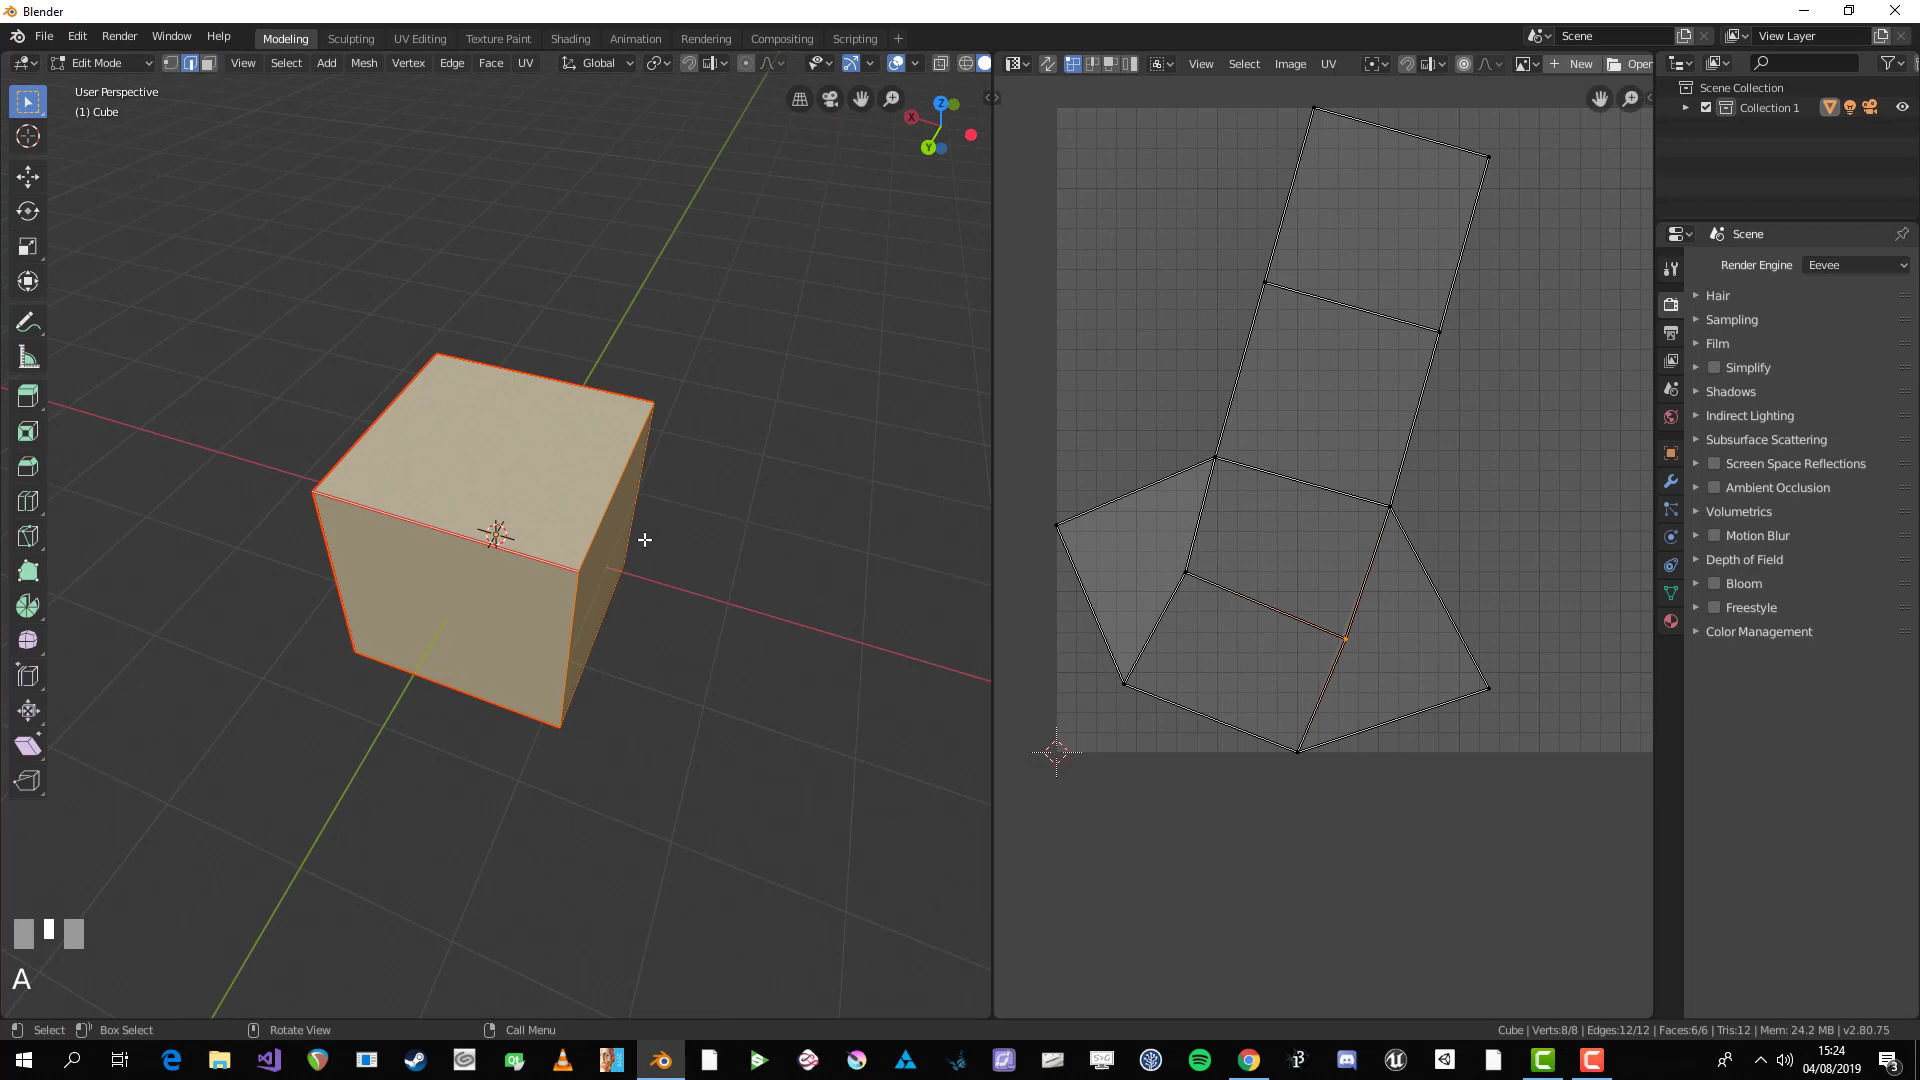 Blender
File Edit Render Window Help
Modeling Sculpting UV Editing Texture Paint Shading Animation Rendering Compositing Scripting +
Scene
View Layer
Edit Mode View Select Add Mesh Vertex Edge Face UV Global
View Select Image UV + New Open
User Perspective
(1) Cube
X Y Z
Scene Collection
Collection 1
Scene
Render Engine Eevee
Hair
Sampling
Film
Simplify
Shadows
Indirect Lighting
Subsurface Scattering
Screen Space Reflections
Ambient Occlusion
Volumetrics
Motion Blur
Depth of Field
Bloom
Freestyle
Color Management
A
Select Box Select Rotate View Call Menu
Cube | Verts:8/8 | Edges:12/12 | Faces:6/6 | Tris:12 | Mem: 24.2 MB | v2.80.75
15:24
04/08/2019
3